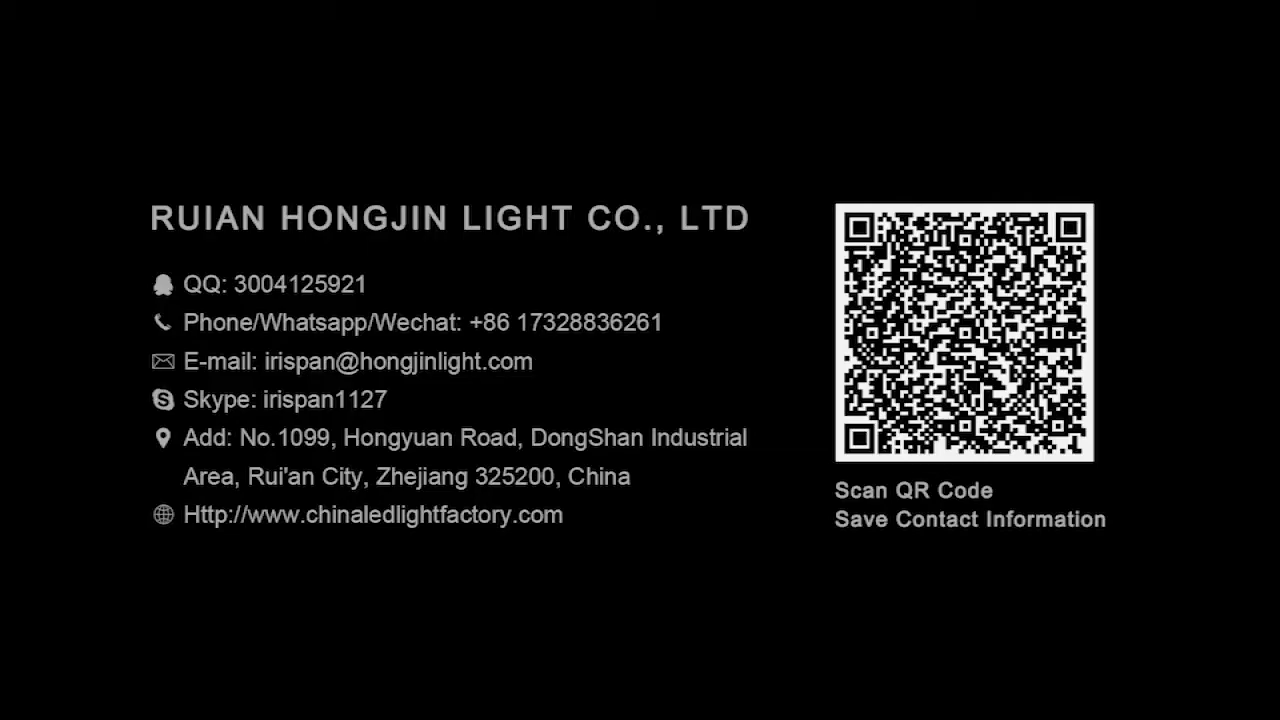 RUIAN HONGJIN LIGHT CO., LTD
QQ: 3004125921
Phone/Whatsapp/Wechat: +86 17328836261
E-mail: irispan@hongjinlight.com
Skype: irispan1127
Add: No.1099, Hongyuan Road, DongShan Industrial
Area, Rui'an City, Zhejiang 325200, China
Http://www.chinaledlightfactory.com
Scan QR Code
Save Contact Information